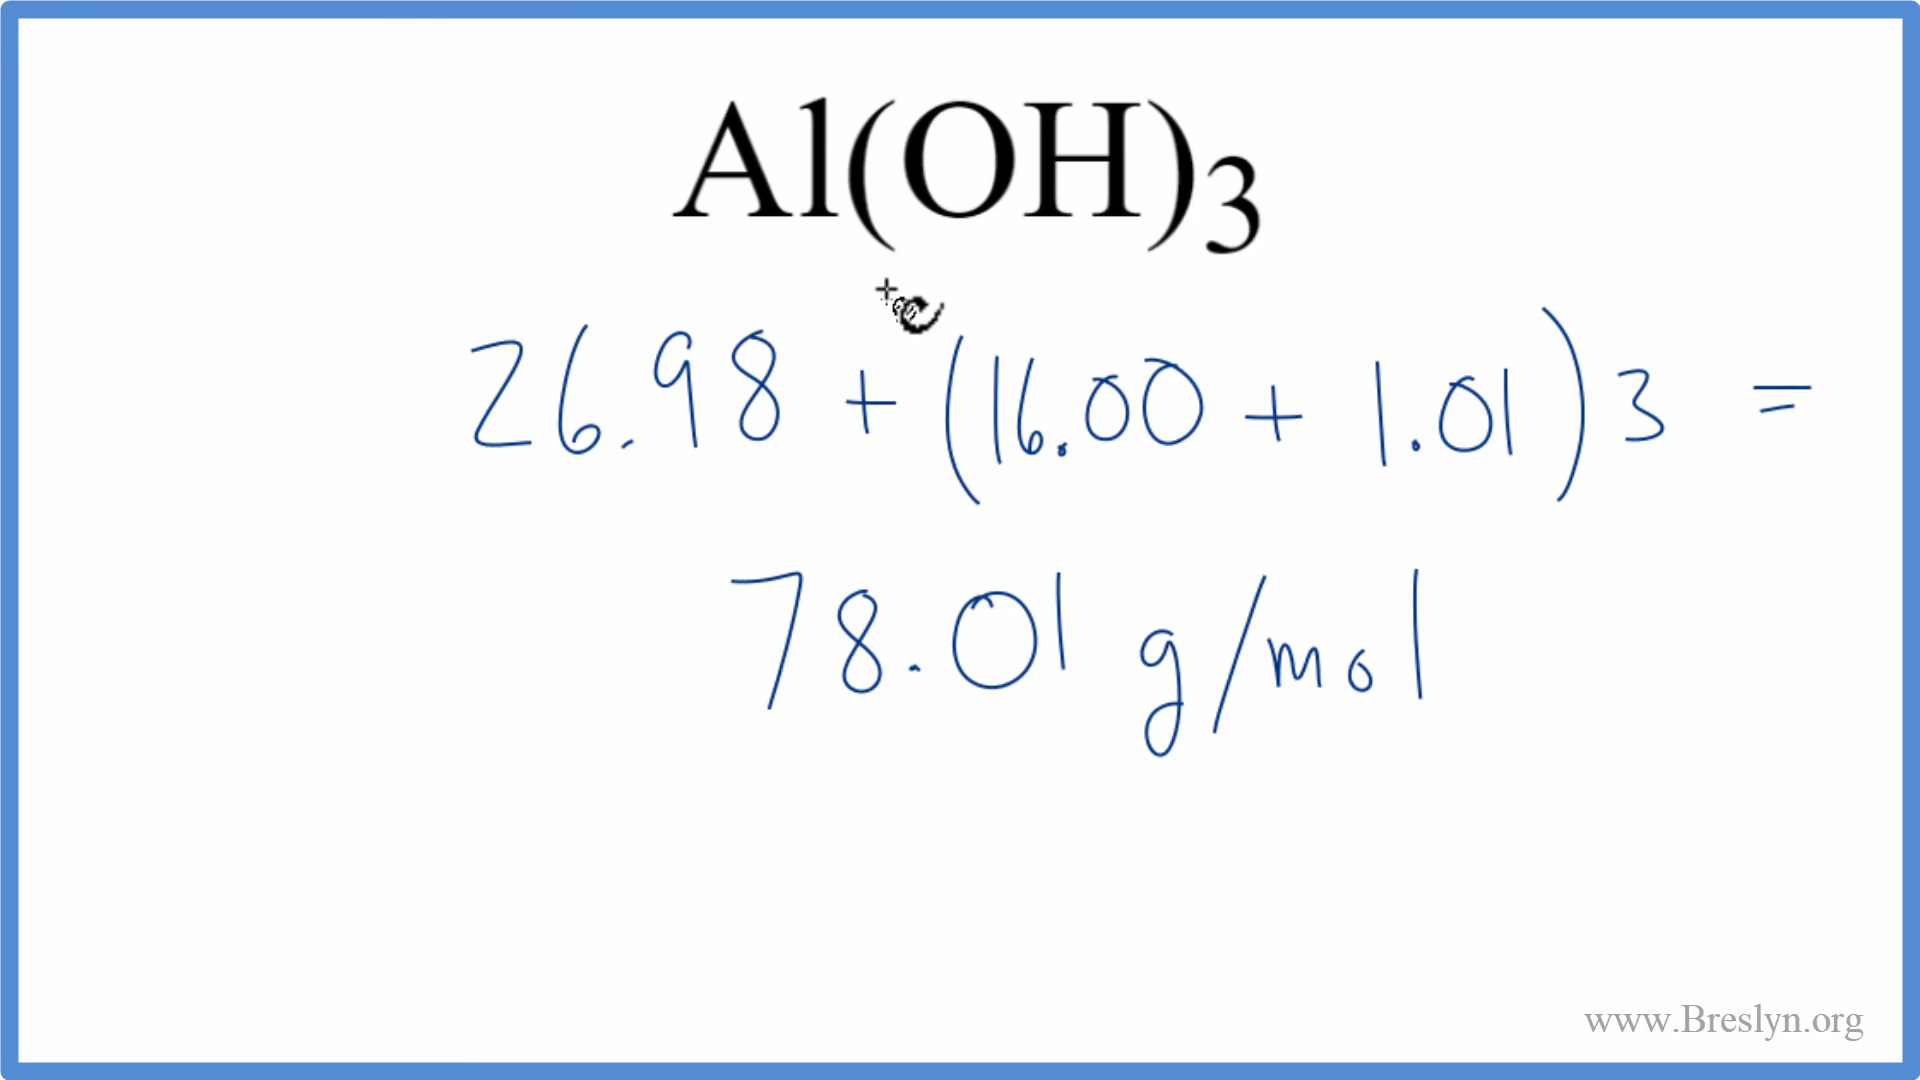 Al(OH)₃
26.98 + (16.00 + 1.01)3 =
78.01 g/mol
www.Breslyn.org